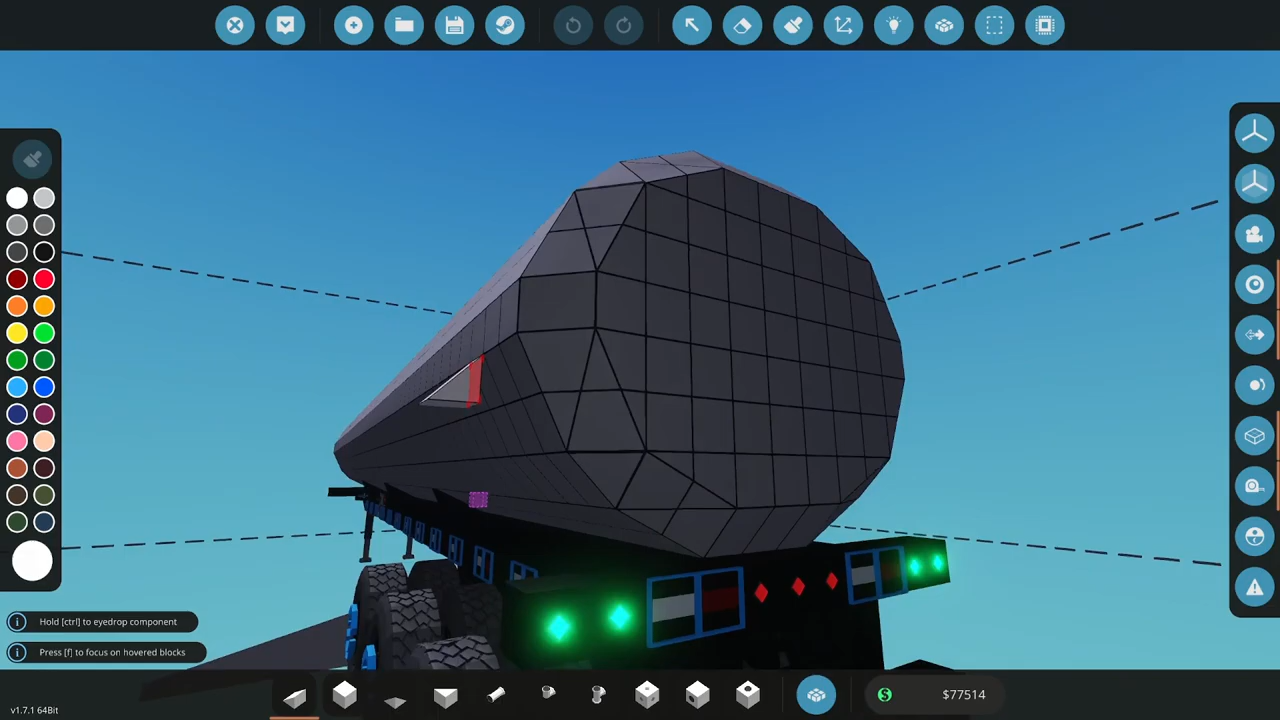 Hold [ctrl] to eyedrop component
Press [f] to focus on hovered blocks
$77514
v1.7.1 64Bit